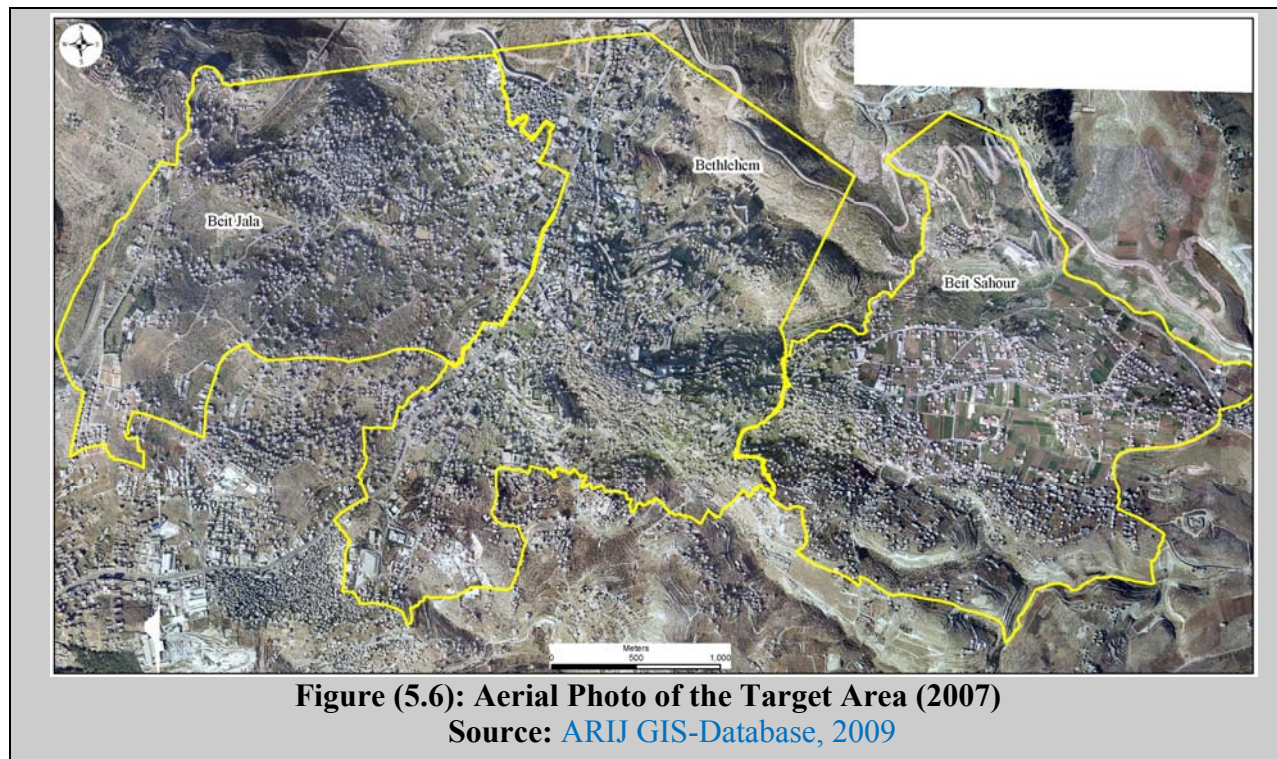 Bethlehem
Beit Jala
Beit Sahour
Meters
0 500 1,000
Figure (5.6): Aerial Photo of the Target Area (2007)
Source: ARIJ GIS-Database, 2009